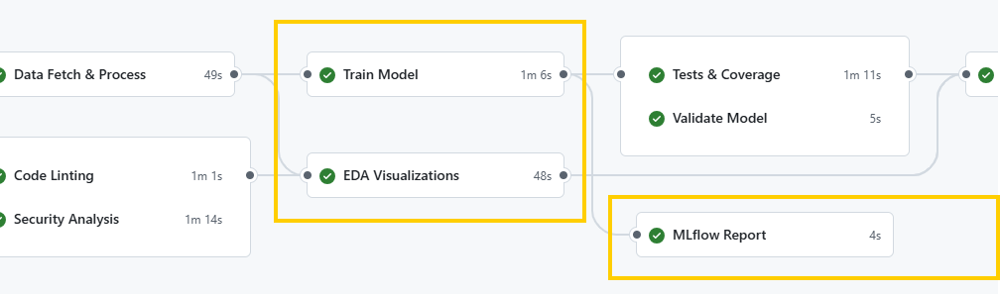 Data Fetch & Process 49s
Code Linting 1m 1s
Security Analysis 1m 14s
Train Model 1m 6s
EDA Visualizations 48s
Tests & Coverage 1m 11s
Validate Model 5s
MLflow Report 4s